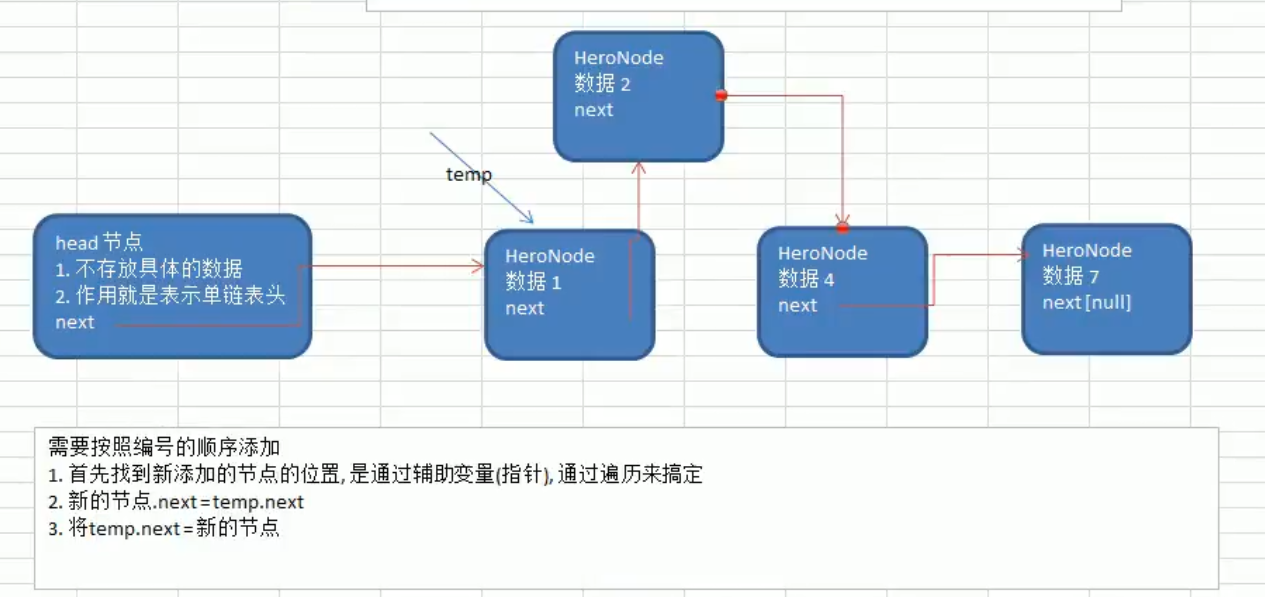 HeroNode
数据 2
next
temp
head 节点
1. 不存放具体的数据
2. 作用就是表示单链表头
next
HeroNode
数据 1
next
HeroNode
数据 4
next
HeroNode
数据 7
next [null]
需要按照编号的顺序添加
1. 首先找到新添加的节点的位置, 是通过辅助变量(指针), 通过遍历来搞定
2. 新的节点.next = temp.next
3. 将temp.next = 新的节点